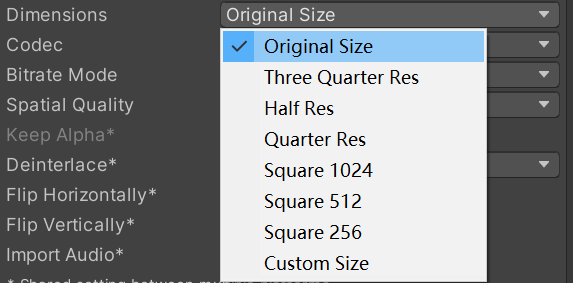 Dimensions
Original Size
Codec
Original Size
Three Quarter Res
Bitrate Mode
Half Res
Spatial Quality
Quarter Res
Keep Alpha*
Square 1024
Deinterlace*
Square 512
Flip Horizontally*
Square 256
Flip Vertically*
Custom Size
Import Audio*
* Shared setting between multiple